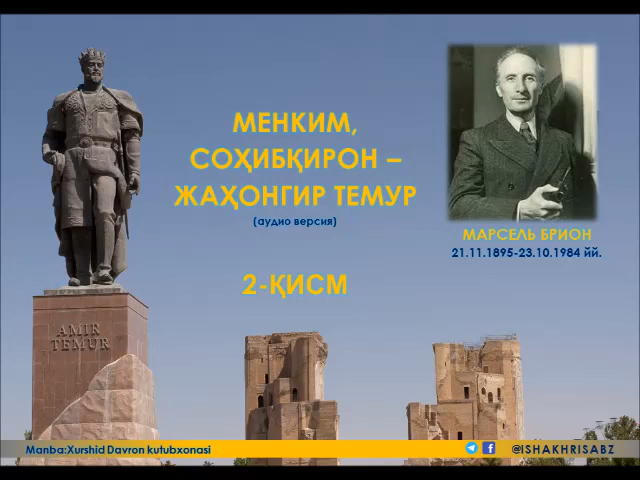 МЕНКИМ,
СОҲИБҚИРОН –
ЖАҲОНГИР ТЕМУР
(аудио версия)
МАРСЕЛЬ БРИОН
21.11.1895-23.10.1984 йй.
2-ҚИСМ
AMIR
TEMUR
Manba:Xurshid Davron kutubxonasi
@ISHAKHRISABZ